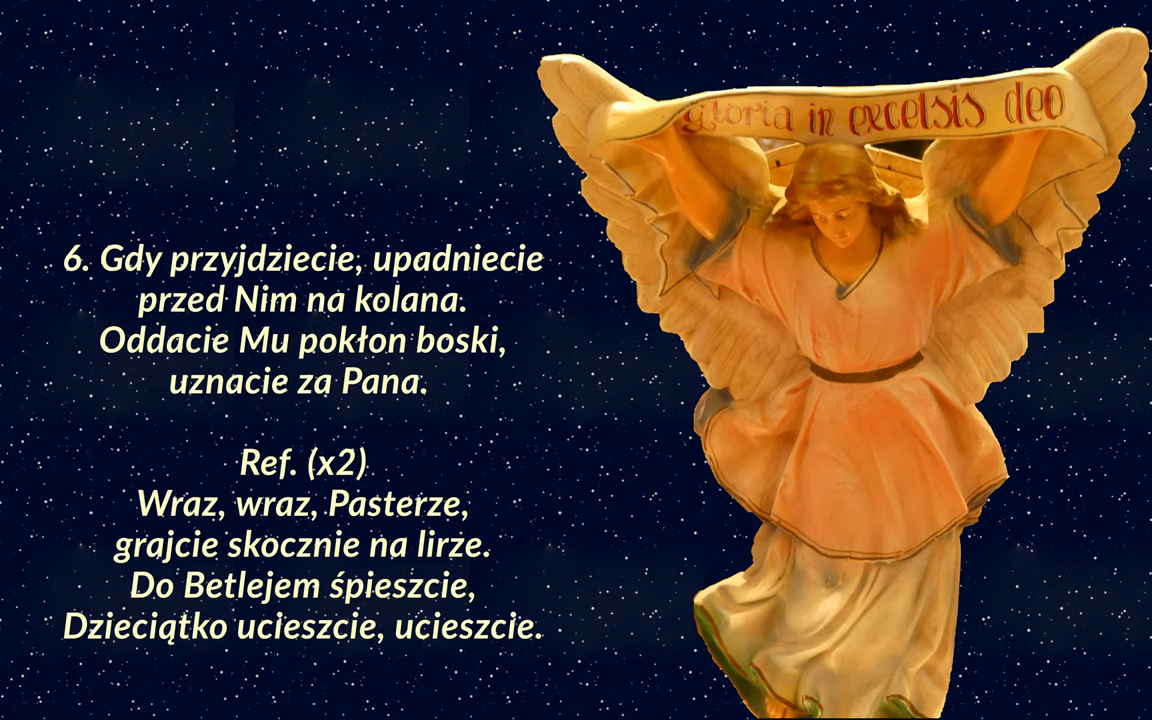 gloria in excelsis deo
6. Gdy przyjdziecie, upadniecie
przed Nim na kolana.
Oddacie Mu pokłon boski,
uznacie za Pana.
Ref. (x2)
Wraz, wraz, Pasterze,
grajcie skocznie na lirze.
Do Betlejem śpieszcie,
Dzieciątko ucieszcie, ucieszcie.